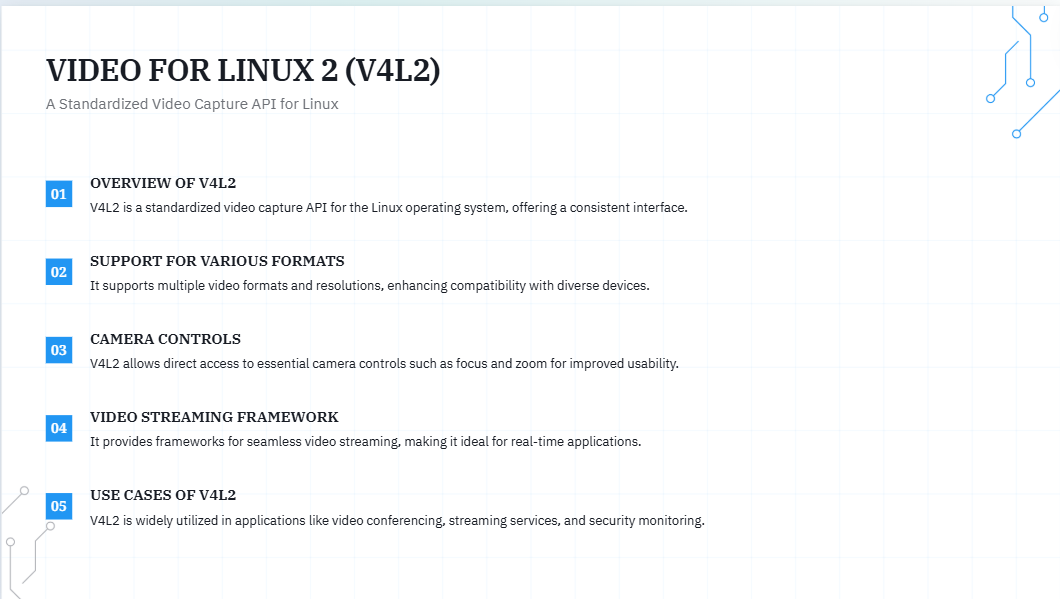 VIDEO FOR LINUX 2 (V4L2)
A Standardized Video Capture API for Linux
01
OVERVIEW OF V4L2
V4L2 is a standardized video capture API for the Linux operating system, offering a consistent interface.
02
SUPPORT FOR VARIOUS FORMATS
It supports multiple video formats and resolutions, enhancing compatibility with diverse devices.
03
CAMERA CONTROLS
V4L2 allows direct access to essential camera controls such as focus and zoom for improved usability.
04
VIDEO STREAMING FRAMEWORK
It provides frameworks for seamless video streaming, making it ideal for real-time applications.
05
USE CASES OF V4L2
V4L2 is widely utilized in applications like video conferencing, streaming services, and security monitoring.